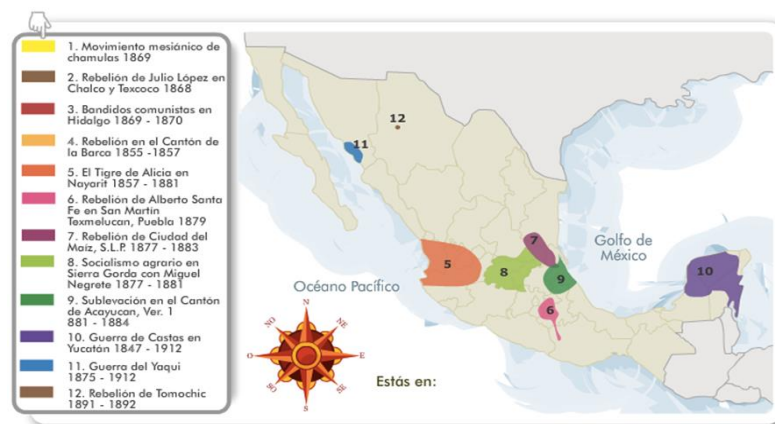 1. Movimiento mesiánico de
chamulas 1869
2. Rebelión de Julio López en
Chalco y Texcoco 1868
3. Bandidos comunistas en
Hidalgo 1869 - 1870
4. Rebelión en el Cantón de
la Barca 1855 -1857
5. El Tigre de Alicia en
Nayarit 1857 - 1881
6. Rebelión de Alberto Santa
Fe en San Martín
Texmelucan, Puebla 1879
7. Rebelión de Ciudad del
Maíz, S.L.P. 1877 - 1883
8. Socialismo agrario en
Sierra Gorda con Miguel
Negrete 1877 - 1881
9. Sublevación en el Cantón
de Acayucan, Ver. 1
881 - 1884
10. Guerra de Castas en
Yucatán 1847 - 1912
11. Guerra del Yaqui
1875 - 1912
12. Rebelión de Tomochic
1891 - 1892
12
11
7
Golfo de
México
5
8
9
10
Océano Pacífico
6
N
NO
NE
O
E
SO
SE
S
Estás en: